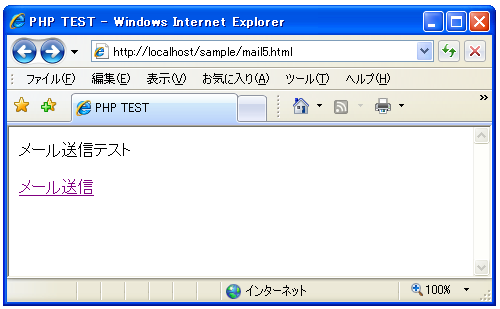 PHP TEST - Windows Internet Explorer
http://localhost/sample/mail5.html
ファイル(F) 編集(E) 表示(V) お気に入り(A) ツール(T) ヘルプ(H)
PHP TEST
»
メール送信テスト
メール送信
インターネット 100%